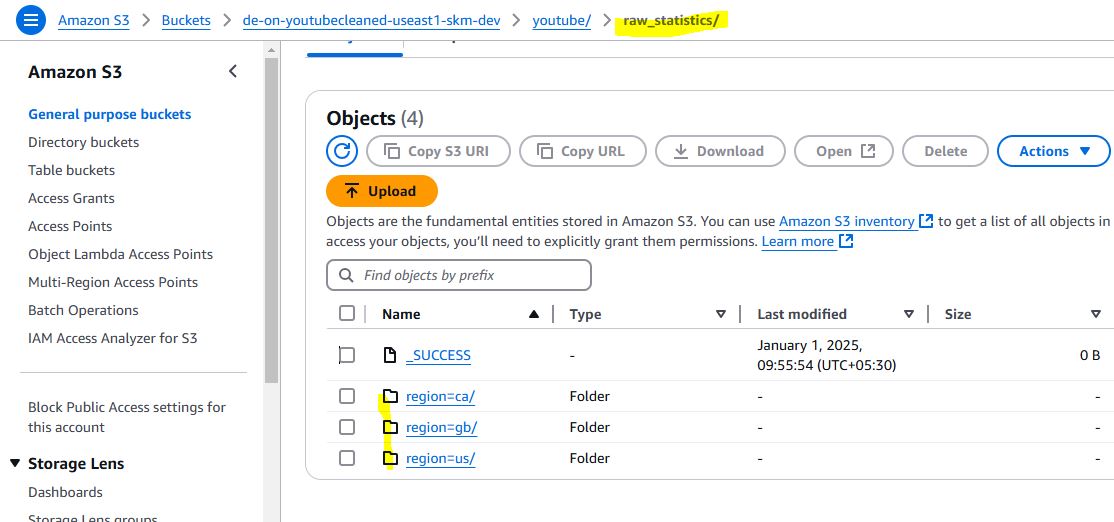 Amazon S3 > Buckets > de-on-youtubecleaned-useast1-skm-dev > youtube/ > raw_statistics/
Amazon S3
General purpose buckets
Directory buckets
Table buckets
Access Grants
Access Points
Object Lambda Access Points
Multi-Region Access Points
Batch Operations
IAM Access Analyzer for S3
Block Public Access settings for
this account
Storage Lens
Dashboards
Storage Lens groups
Objects (4)
Copy S3 URI Copy URL Download Open Delete Actions
Upload
Objects are the fundamental entities stored in Amazon S3. You can use Amazon S3 inventory to get a list of all objects in
access your objects, you'll need to explicitly grant them permissions. Learn more
Find objects by prefix
Name Type Last modified Size
_SUCCESS - January 1, 2025, 0 B
09:55:54 (UTC+05:30)
region=ca/ Folder - -
region=gb/ Folder - -
region=us/ Folder - -